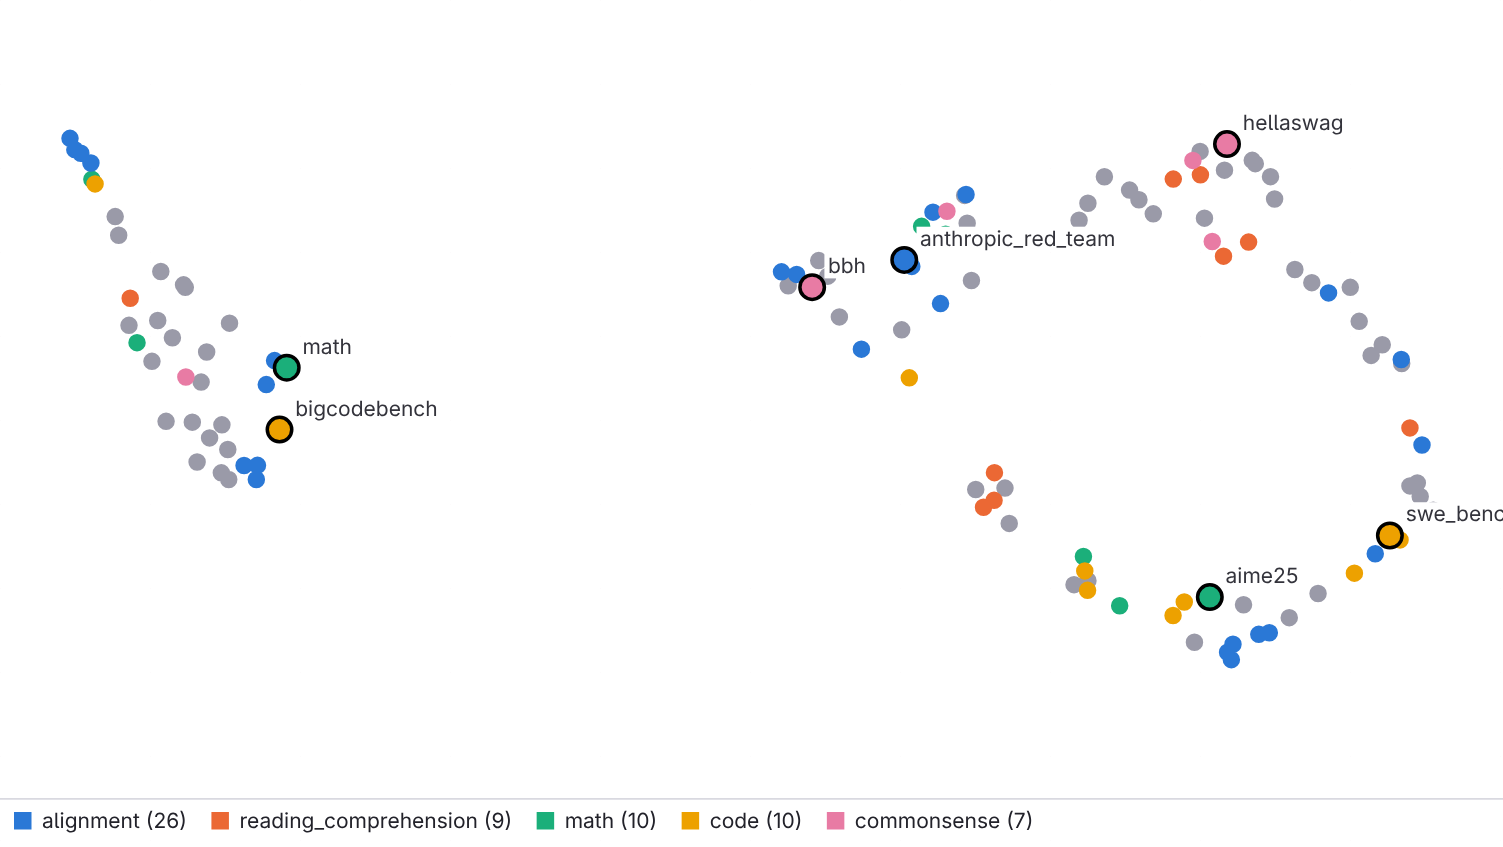 hellaswag
anthropic_red_team
bbh
math
bigcodebench
swe_benc
aime25
alignment (26)
reading_comprehension (9)
math (10)
code (10)
commonsense (7)